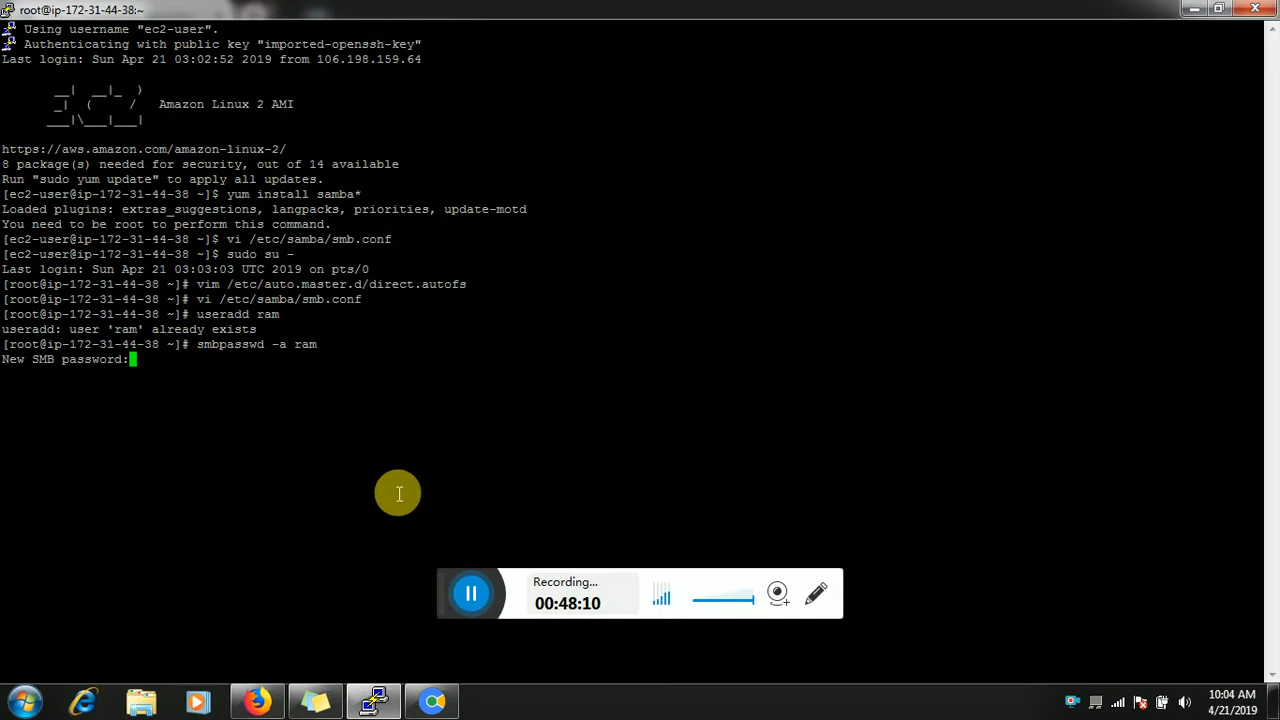 root@ip-172-31-44-38:~
Using username "ec2-user".
Authenticating with public key "imported-openssh-key"
Last login: Sun Apr 21 03:02:52 2019 from 106.198.159.64
__| __|_ )
_| ( / Amazon Linux 2 AMI
___|\___|___|
https://aws.amazon.com/amazon-linux-2/
8 package(s) needed for security, out of 14 available
Run "sudo yum update" to apply all updates.
[ec2-user@ip-172-31-44-38 ~]$ yum install samba*
Loaded plugins: extras_suggestions, langpacks, priorities, update-motd
You need to be root to perform this command.
[ec2-user@ip-172-31-44-38 ~]$ vi /etc/samba/smb.conf
[ec2-user@ip-172-31-44-38 ~]$ sudo su -
Last login: Sun Apr 21 03:03:03 UTC 2019 on pts/0
[root@ip-172-31-44-38 ~]# vim /etc/auto.master.d/direct.autofs
[root@ip-172-31-44-38 ~]# vi /etc/samba/smb.conf
[root@ip-172-31-44-38 ~]# useradd ram
useradd: user 'ram' already exists
[root@ip-172-31-44-38 ~]# smbpasswd -a ram
New SMB password:
Recording...
00:48:10
10:04 AM
4/21/2019